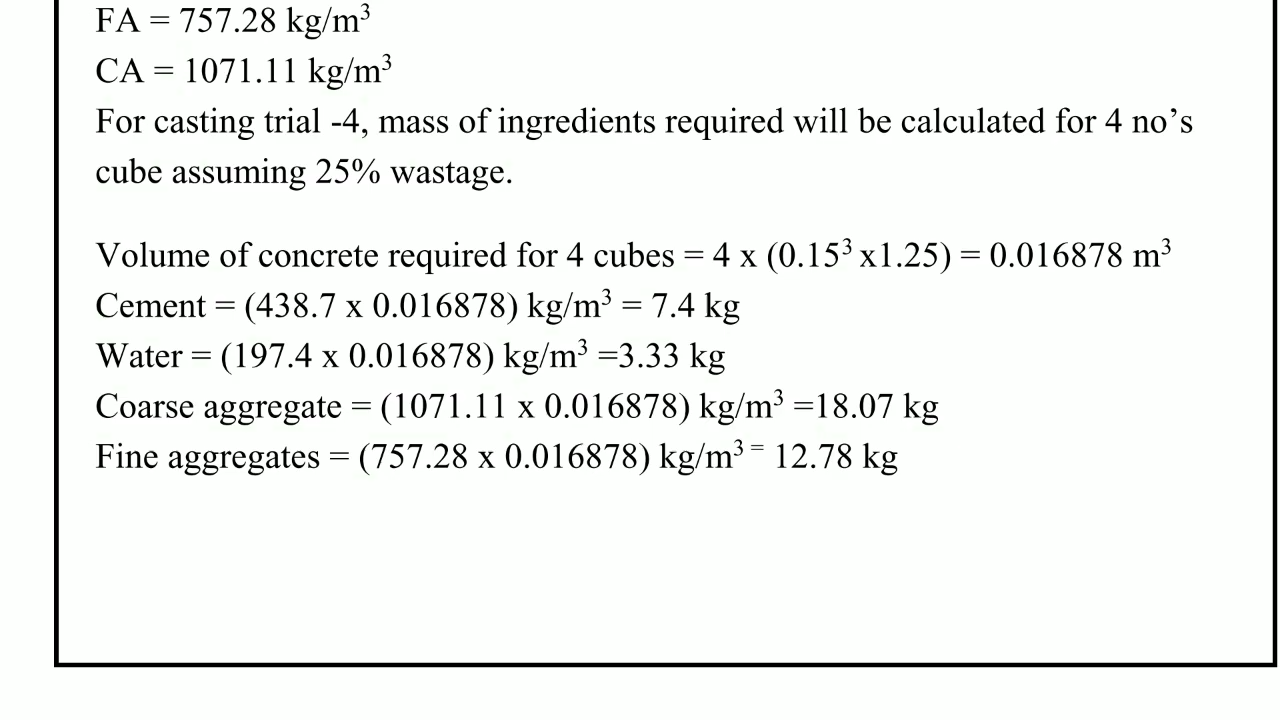 FA = 757.28 kg/m³
CA = 1071.11 kg/m³
For casting trial -4, mass of ingredients required will be calculated for 4 no’s
cube assuming 25% wastage.
Volume of concrete required for 4 cubes = 4 x (0.15³ x1.25) = 0.016878 m³
Cement = (438.7 x 0.016878) kg/m³ = 7.4 kg
Water = (197.4 x 0.016878) kg/m³ =3.33 kg
Coarse aggregate = (1071.11 x 0.016878) kg/m³ =18.07 kg
Fine aggregates = (757.28 x 0.016878) kg/m³ ⁼ 12.78 kg